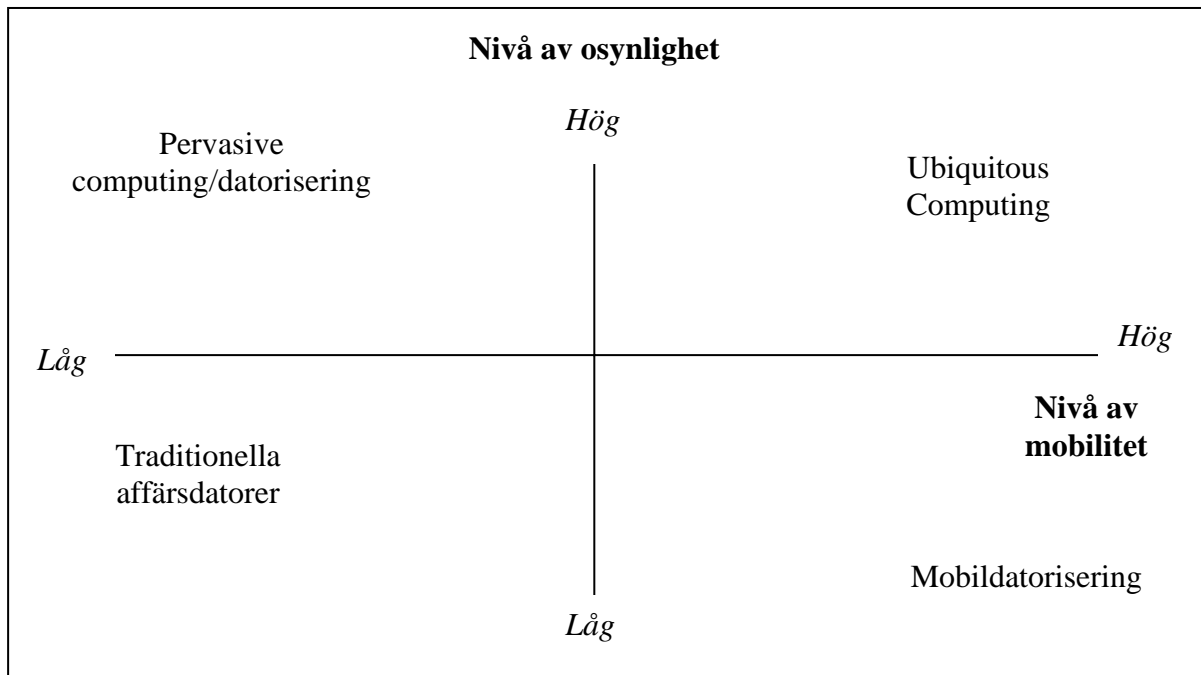 Nivå av osynlighet
Hög
Pervasive
computing/datorisering
Ubiquitous
Computing
Hög
Låg
Nivå av
mobilitet
Traditionella
affärsdatorer
Mobildatorisering
Låg